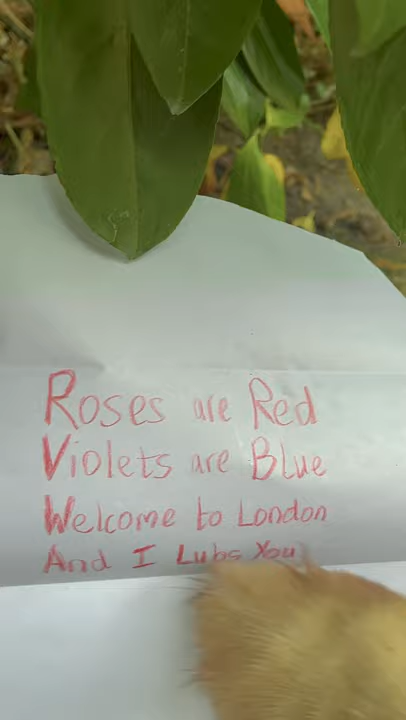 Roses are Red
Violets are Blue
Welcome to London
And I Lubs You